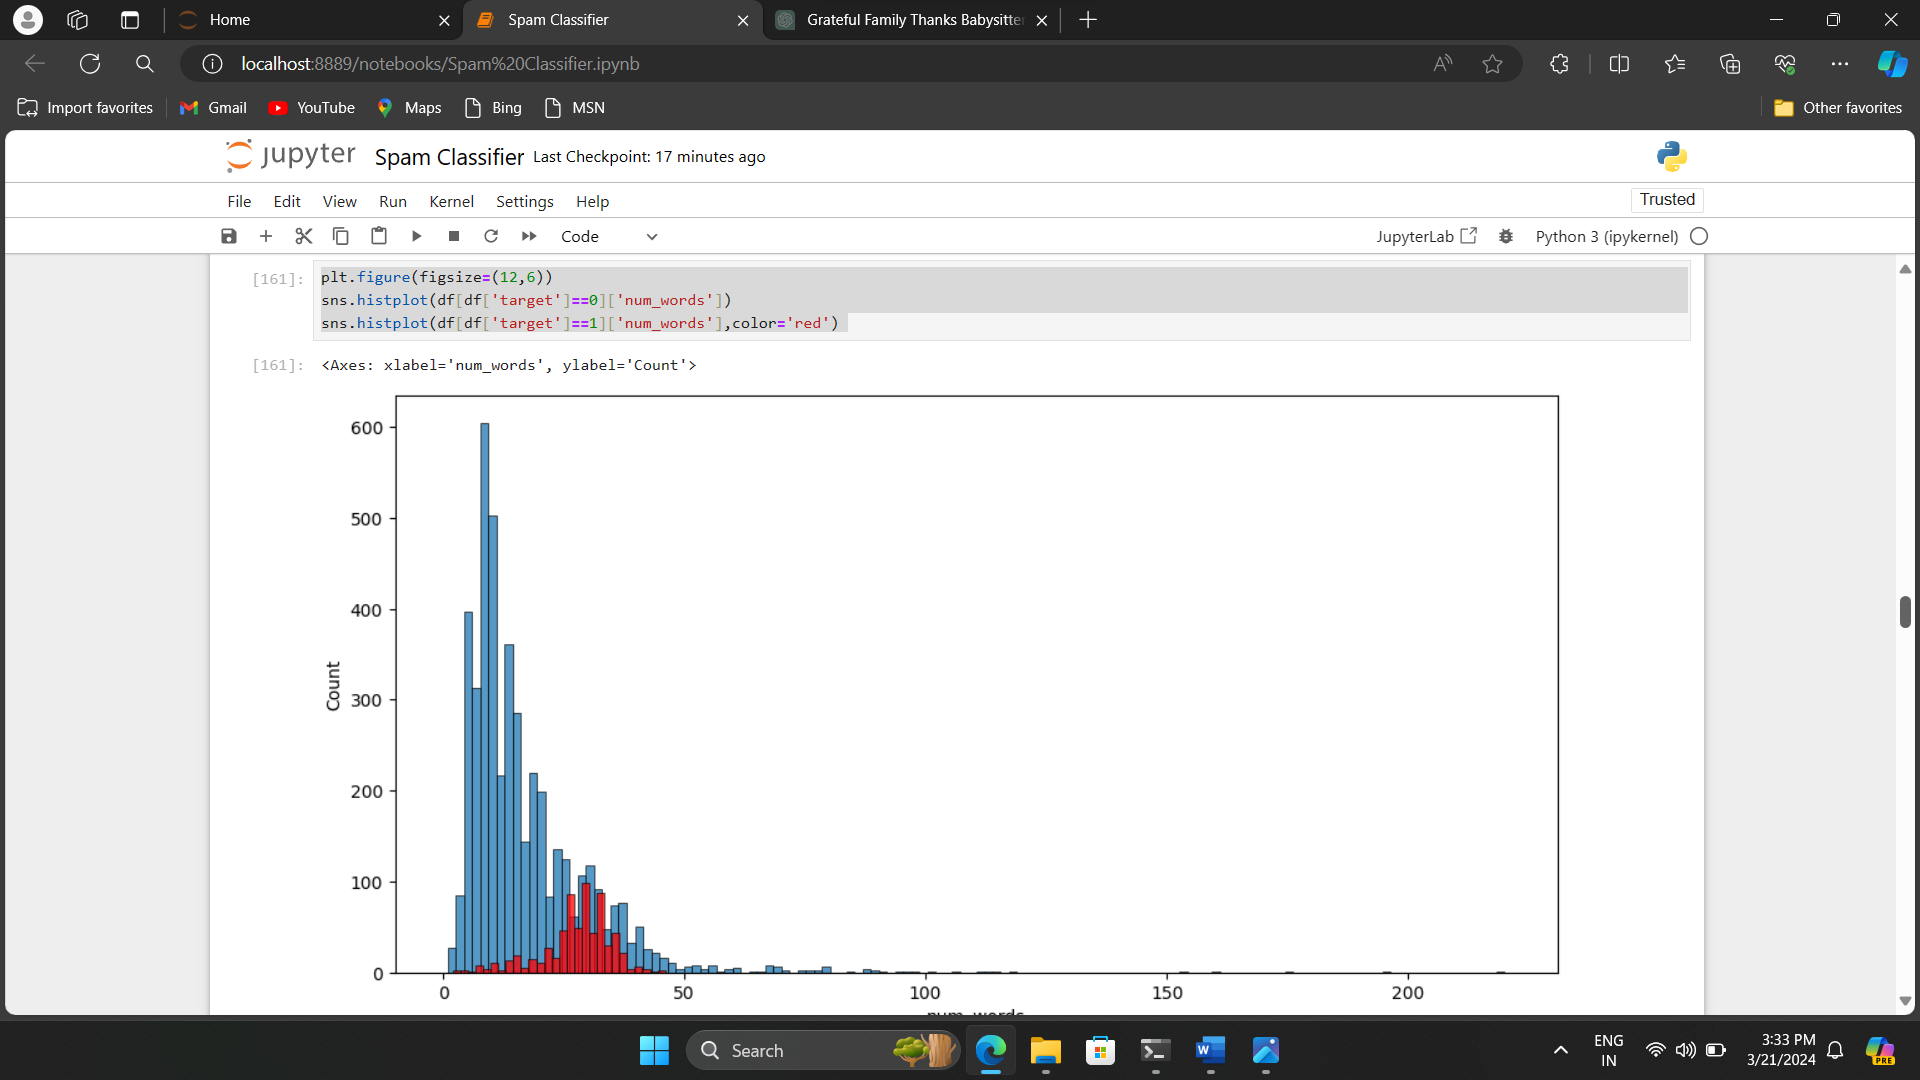 Home
Spam Classifier
Grateful Family Thanks Babysitter
localhost:8889/notebooks/Spam%20Classifier.ipynb
Import favorites
Gmail
YouTube
Maps
Bing
MSN
Other favorites
jupyter Spam Classifier Last Checkpoint: 17 minutes ago
File Edit View Run Kernel Settings Help
Trusted
Code
JupyterLab
Python 3 (ipykernel)
[161]:
plt.figure(figsize=(12,6))
sns.histplot(df[df['target']==0]['num_words'])
sns.histplot(df[df['target']==1]['num_words'],color='red')
[161]: <Axes: xlabel='num_words', ylabel='Count'>
600
500
400
300
200
100
0
Count
0 50 100 150 200
num_words
Search
ENG
IN
3:33 PM
3/21/2024
PRE